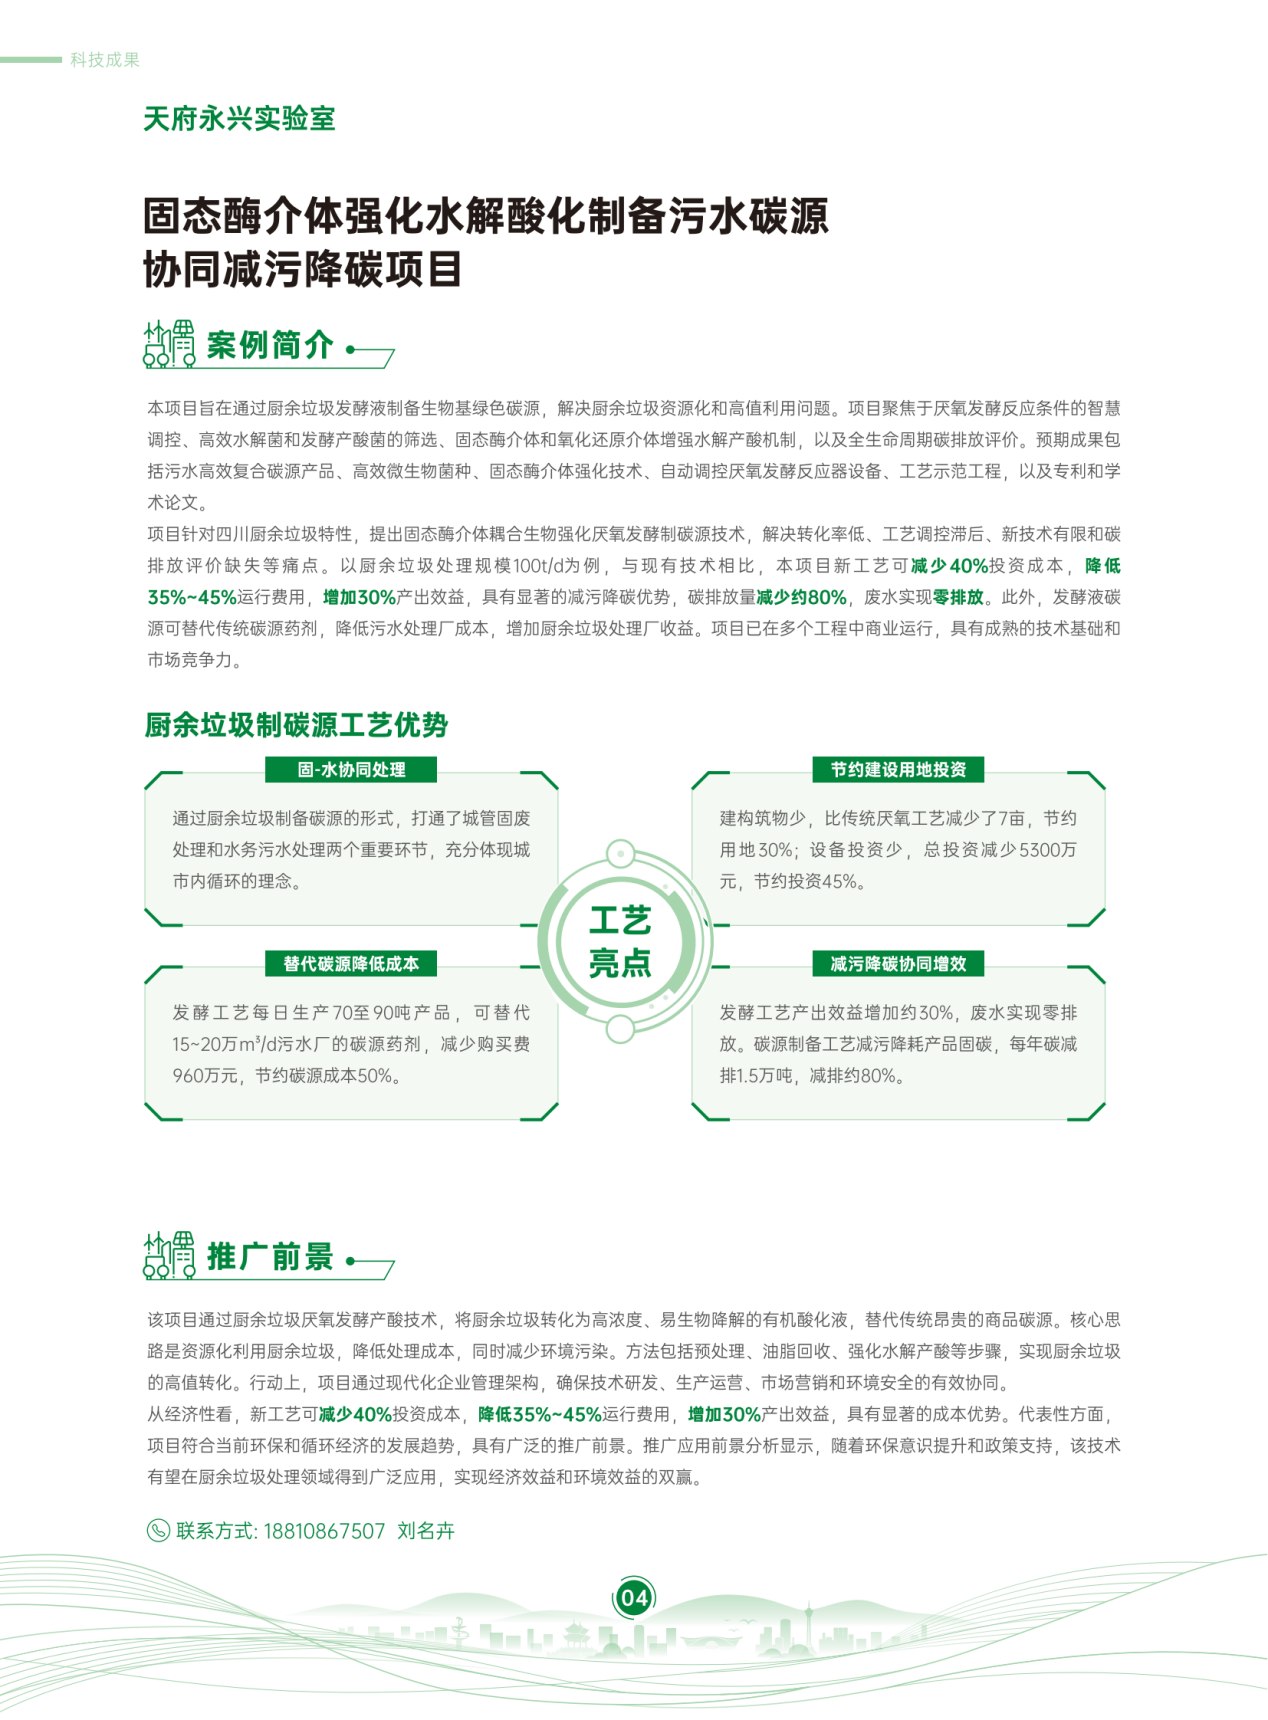 科技成果
天府永兴实验室
固态酶介体强化水解酸化制备污水碳源
协同减污降碳项目
案例简介
本项目旨在通过厨余垃圾发酵液制备生物基绿色碳源，解决厨余垃圾资源化和高值利用问题。项目聚焦于厌氧发酵反应条件的智慧
调控、高效水解菌和发酵产酸菌的筛选、固态酶介体和氧化还原介体增强水解产酸机制，以及全生命周期碳排放评价。预期成果包
括污水高效复合碳源产品、高效微生物菌种、固态酶介体强化技术、自动调控厌氧发酵反应器设备、工艺示范工程，以及专利和学
术论文。
项目针对四川厨余垃圾特性，提出固态酶介体耦合生物强化厌氧发酵制碳源技术，解决转化率低、工艺调控滞后、新技术有限和碳
排放评价缺失等痛点。以厨余垃圾处理规模100t/d为例，与现有技术相比，本项目新工艺可减少40%投资成本，降低
35%~45%运行费用，增加30%产出效益，具有显著的减污降碳优势，碳排放量减少约80%，废水实现零排放。此外，发酵液碳
源可替代传统碳源药剂，降低污水处理厂成本，增加厨余垃圾处理厂收益。项目已在多个工程中商业运行，具有成熟的技术基础和
市场竞争力。
厨余垃圾制碳源工艺优势
固-水协同处理
通过厨余垃圾制备碳源的形式，打通了城管固废
处理和水务污水处理两个重要环节，充分体现城
市内循环的理念。
节约建设用地投资
建构筑物少，比传统厌氧工艺减少了7亩，节约
用地30%；设备投资少，总投资减少5300万
元，节约投资45%。
工艺
亮点
替代碳源降低成本
发酵工艺每日生产70至90吨产品，可替代
15~20万m³/d污水厂的碳源药剂，减少购买费
960万元，节约碳源成本50%。
减污降碳协同增效
发酵工艺产出效益增加约30%，废水实现零排
放。碳源制备工艺减污降耗产品固碳，每年碳减
排1.5万吨，减排约80%。
推广前景
该项目通过厨余垃圾厌氧发酵产酸技术，将厨余垃圾转化为高浓度、易生物降解的有机酸化液，替代传统昂贵的商品碳源。核心思
路是资源化利用厨余垃圾，降低处理成本，同时减少环境污染。方法包括预处理、油脂回收、强化水解产酸等步骤，实现厨余垃圾
的高值转化。行动上，项目通过现代化企业管理架构，确保技术研发、生产运营、市场营销和环境安全的有效协同。
从经济性看，新工艺可减少40%投资成本，降低35%~45%运行费用，增加30%产出效益，具有显著的成本优势。代表性方面，
项目符合当前环保和循环经济的发展趋势，具有广泛的推广前景。推广应用前景分析显示，随着环保意识提升和政策支持，该技术
有望在厨余垃圾处理领域得到广泛应用，实现经济效益和环境效益的双赢。
联系方式: 18810867507 刘名卉
04